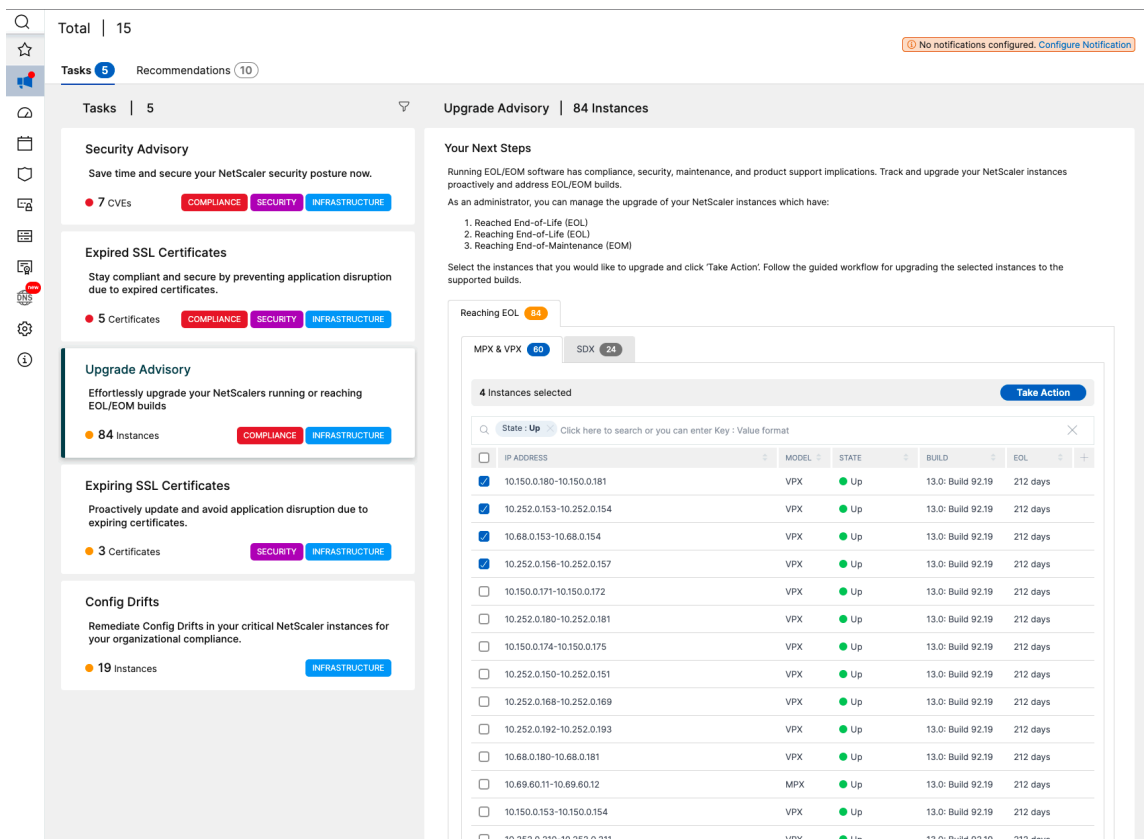 Total | 15
No notifications configured. Configure Notification
Tasks 5 Recommendations 10
Tasks | 5
Security Advisory
Save time and secure your NetScaler security posture now.
7 CVEs COMPLIANCE SECURITY INFRASTRUCTURE
Expired SSL Certificates
Stay compliant and secure by preventing application disruption
due to expired certificates.
5 Certificates COMPLIANCE SECURITY INFRASTRUCTURE
Upgrade Advisory
Effortlessly upgrade your NetScalers running or reaching
EOL/EOM builds
84 Instances COMPLIANCE INFRASTRUCTURE
Expiring SSL Certificates
Proactively update and avoid application disruption due to
expiring certificates.
3 Certificates SECURITY INFRASTRUCTURE
Config Drifts
Remediate Config Drifts in your critical NetScaler instances for
your organizational compliance.
19 Instances INFRASTRUCTURE
new
DNS
Upgrade Advisory | 84 Instances
Your Next Steps
Running EOL/EOM software has compliance, security, maintenance, and product support implications. Track and upgrade your NetScaler instances
proactively and address EOL/EOM builds.
As an administrator, you can manage the upgrade of your NetScaler instances which have:
1. Reached End-of-Life (EOL)
2. Reaching End-of-Life (EOL)
3. Reaching End-of-Maintenance (EOM)
Select the instances that you would like to upgrade and click 'Take Action'. Follow the guided workflow for upgrading the selected instances to the
supported builds.
Reaching EOL 84
MPX & VPX 60 SDX 24
4 Instances selected Take Action
State : Up Click here to search or you can enter Key : Value format
IP ADDRESS MODEL STATE BUILD EOL
10.150.0.180-10.150.0.181 VPX Up 13.0: Build 92.19 212 days
10.252.0.153-10.252.0.154 VPX Up 13.0: Build 92.19 212 days
10.68.0.153-10.68.0.154 VPX Up 13.0: Build 92.19 212 days
10.252.0.156-10.252.0.157 VPX Up 13.0: Build 92.19 212 days
10.150.0.171-10.150.0.172 VPX Up 13.0: Build 92.19 212 days
10.252.0.180-10.252.0.181 VPX Up 13.0: Build 92.19 212 days
10.150.0.174-10.150.0.175 VPX Up 13.0: Build 92.19 212 days
10.252.0.150-10.252.0.151 VPX Up 13.0: Build 92.19 212 days
10.252.0.168-10.252.0.169 VPX Up 13.0: Build 92.19 212 days
10.252.0.192-10.252.0.193 VPX Up 13.0: Build 92.19 212 days
10.68.0.180-10.68.0.181 VPX Up 13.0: Build 92.19 212 days
10.69.60.11-10.69.60.12 MPX Up 13.0: Build 92.19 212 days
10.150.0.153-10.150.0.154 VPX Up 13.0: Build 92.19 212 days